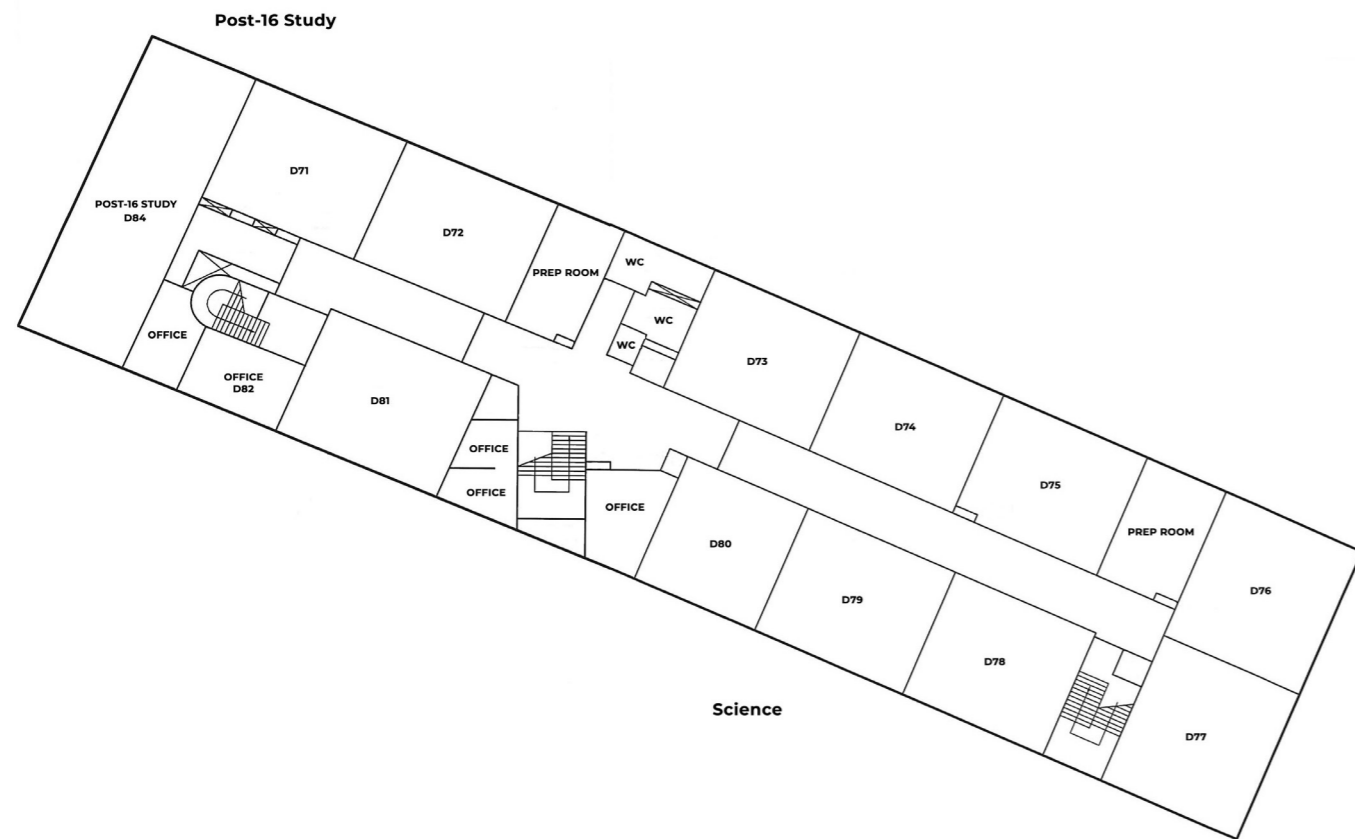 Post-16 Study
D71
POST-16 STUDY
D84
D72
PREP ROOM
WC
WC
WC
D73
OFFICE
OFFICE
D82
D81
D74
OFFICE
OFFICE
OFFICE
D75
PREP ROOM
D80
D76
D79
D78
Science
D77